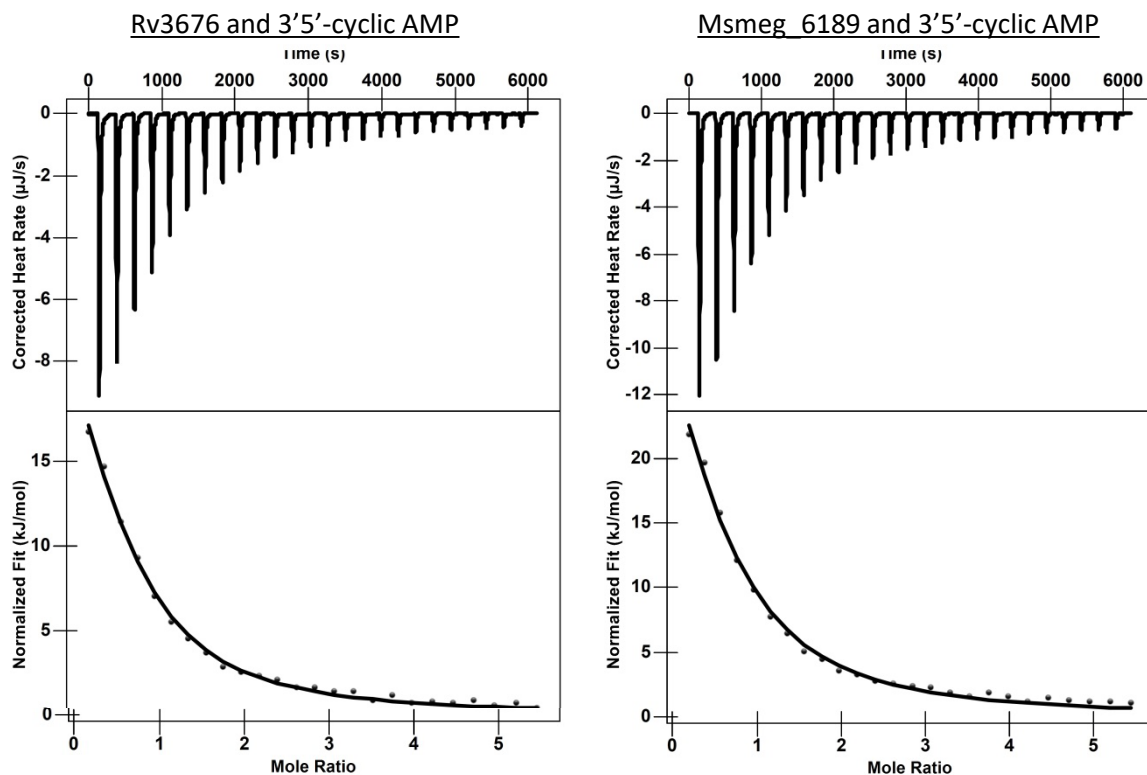 Rv3676 and 3'5'-cyclic AMP
Time (s)
0 1000 2000 3000 4000 5000 6000
0
-2
-4
-6
-8
Corrected Heat Rate (µJ/s)
15
10
5
0
Normalized Fit (kJ/mol)
0 1 2 3 4 5
Mole Ratio
Msmeg_6189 and 3'5'-cyclic AMP
Time (s)
0 1000 2000 3000 4000 5000 6000
0
-2
-4
-6
-8
-10
-12
Corrected Heat Rate (µJ/s)
20
15
10
5
0
Normalized Fit (kJ/mol)
0 1 2 3 4 5
Mole Ratio